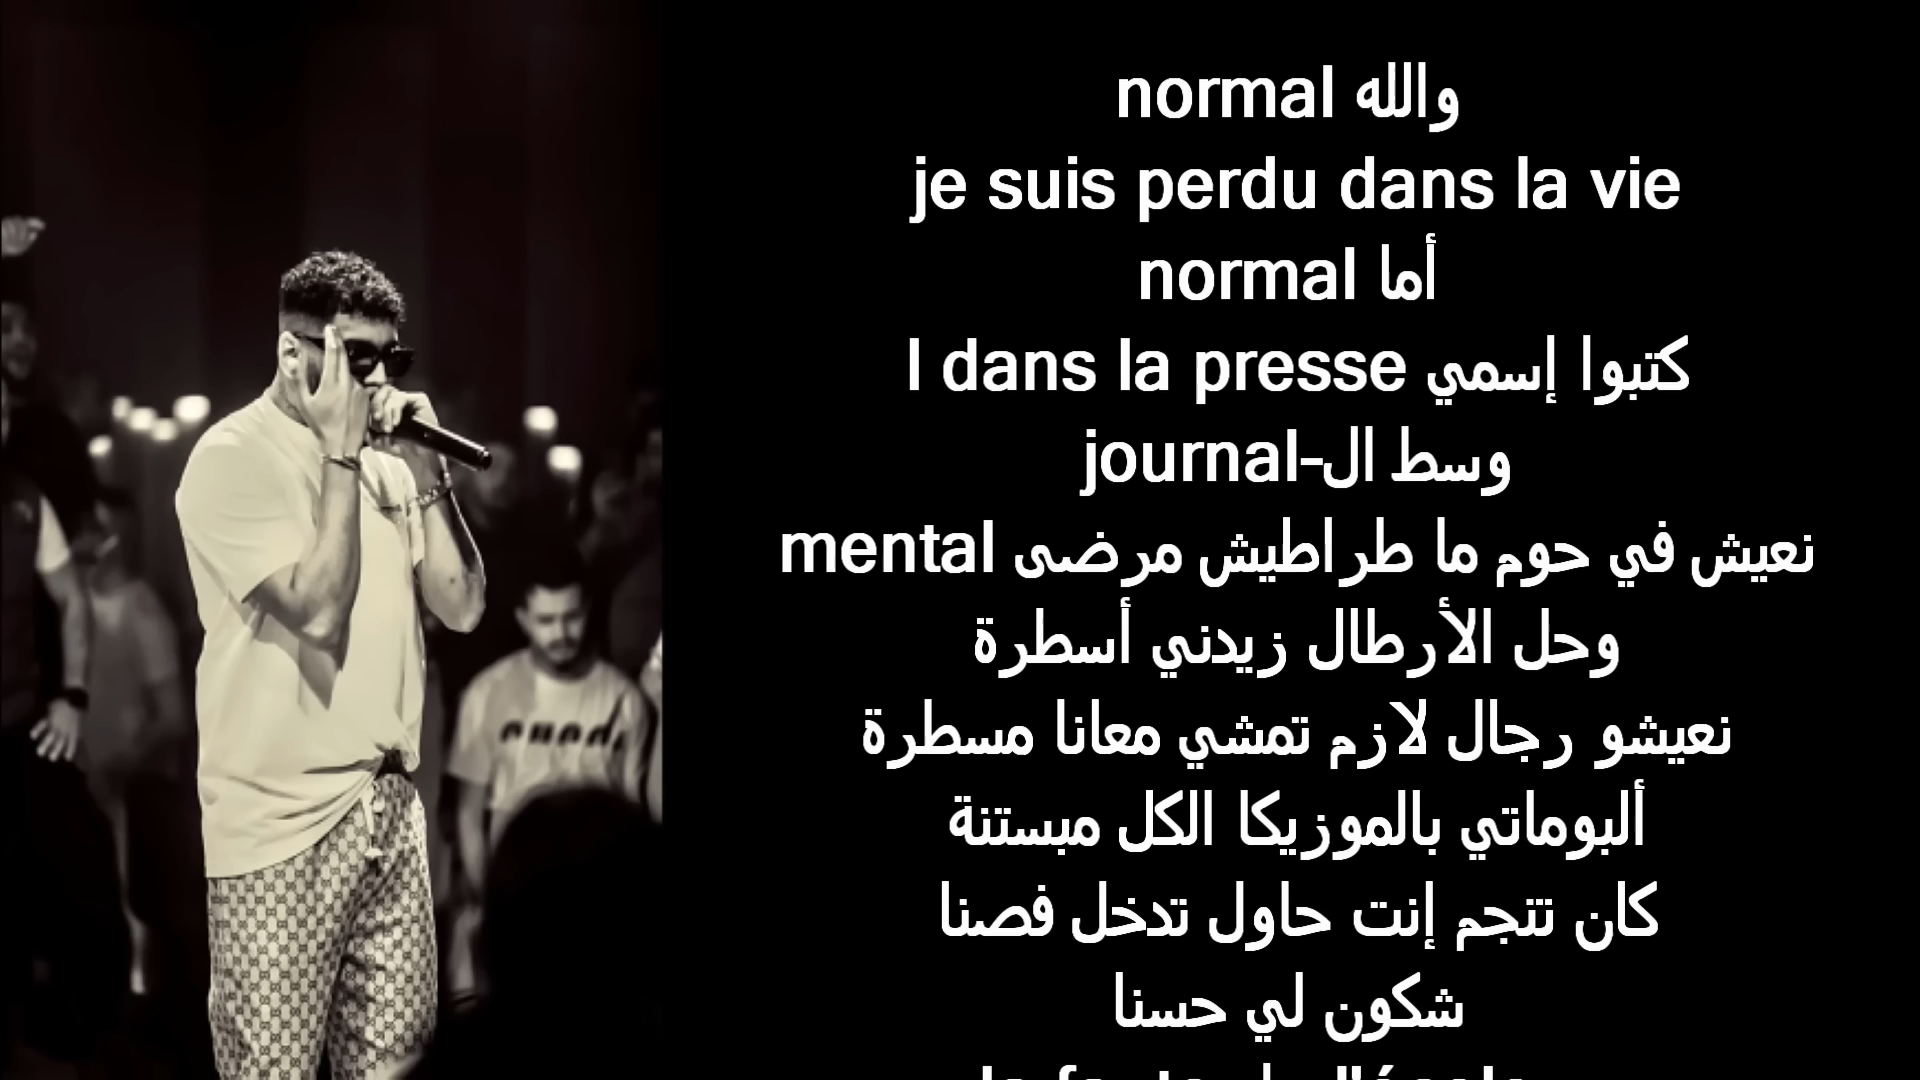 والله normal
je suis perdu dans la vie
أما normal
كتبوا إسمي l dans la presse
وسط ال-journal
نعيش في حوم ما طراطيش مرضى mental
وحل الأرطال زيدني أسطرة
نعيشو رجال لازم تمشي معانا مسطرة
ألبوماتي بالموزيكا الكل مبستنة
كان تنجم إنت حاول تدخل فصنا
شكون لي حسنا